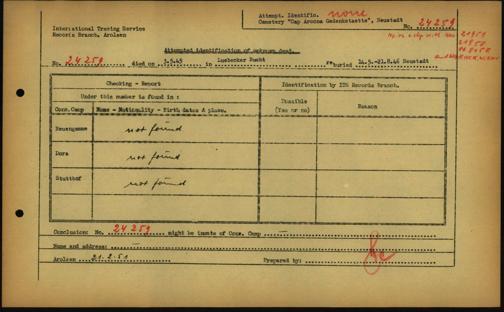 International Tracing Service
Records Branch, Arolsen
Attempt. Identific. none
Cemetery "Cap Arcona Gedenkstaette", Neustadt
No. 24259
Attempted identification of unknown dead.
No. 24259 died on 3.5.45 in Luebecker Bucht buried 14.5.-21.8.46 Neustadt
Checking - Report
Under this number is found in :
Conc.Camp Name - Nationality - Birth dates & place.
Identification by ITS Records Branch.
Possible (Yes or no)
Reason
Neuengamme not found
Dora not found
Stutthof not found
Conclusion: No. 24259 might be inmate of Conc. Camp -
Name and address: -
Arolsen 21.2.51 Prepared by: